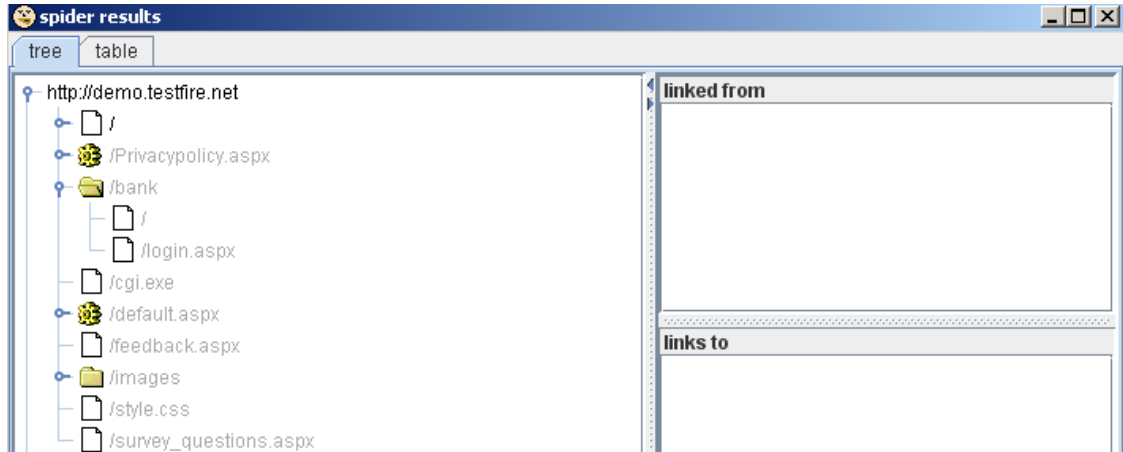 spider results
tree table
http://demo.testfire.net
/
/Privacypolicy.aspx
/bank
/
/login.aspx
/cgi.exe
/default.aspx
/feedback.aspx
/images
/style.css
/survey_questions.aspx
linked from
links to